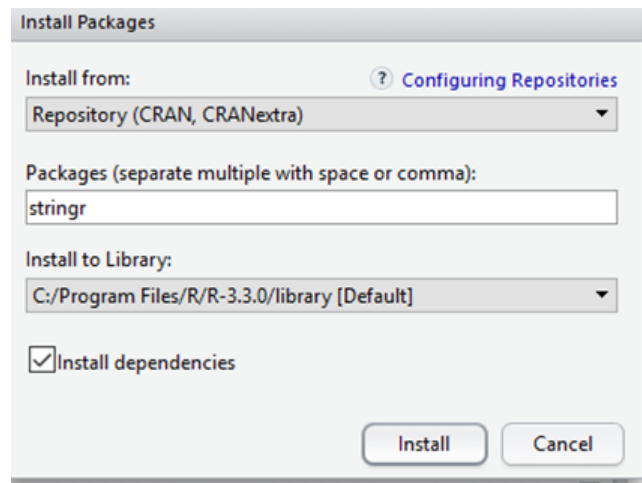 Install Packages
Install from:
? Configuring Repositories
Repository (CRAN, CRANextra)
Packages (separate multiple with space or comma):
stringr
Install to Library:
C:/Program Files/R/R-3.3.0/library [Default]
Install dependencies
Install
Cancel